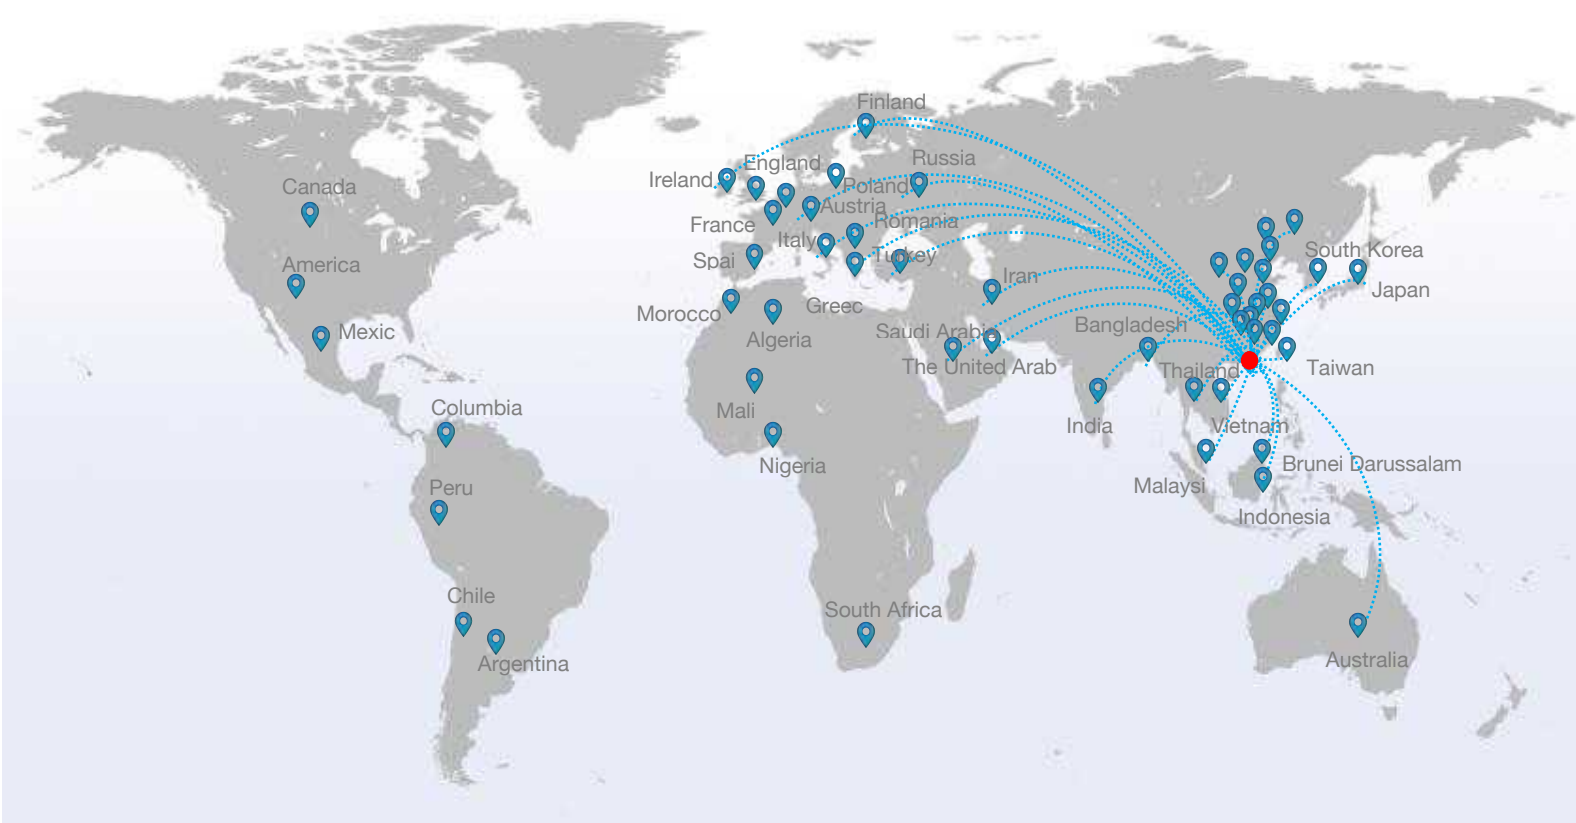 Finland
England
Russia
Ireland
Poland
Canada
Austria
France
Romania
Italy
South Korea
Spai
Turkey
America
Iran
Japan
Morocco
Greec
Mexic
Algeria
Saudi Arabia
Bangladesh
The United Arab
Thailand
Taiwan
Columbia
Mali
India
Vietnam
Nigeria
Brunei Darussalam
Peru
Malaysi
Indonesia
Chile
South Africa
Argentina
Australia